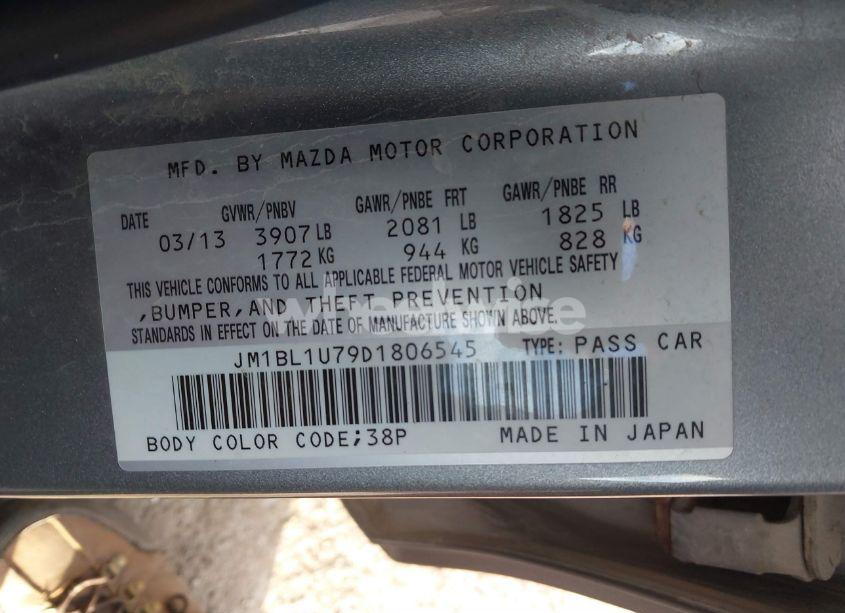 MFD. BY MAZDA MOTOR CORPORATION
DATE GVWR/PNBV GAWR/PNBE FRT GAWR/PNBE RR
03/13 3907 LB 2081 LB 1825 LB
1772 KG 944 KG 828 KG
THIS VEHICLE CONFORMS TO ALL APPLICABLE FEDERAL MOTOR VEHICLE SAFETY
,BUMPER,AND THEFT PREVENTION
STANDARDS IN EFFECT ON THE DATE OF MANUFACTURE SHOWN ABOVE.
JM1BL1U79D1806545 TYPE: PASS CAR
BODY COLOR CODE;38P MADE IN JAPAN